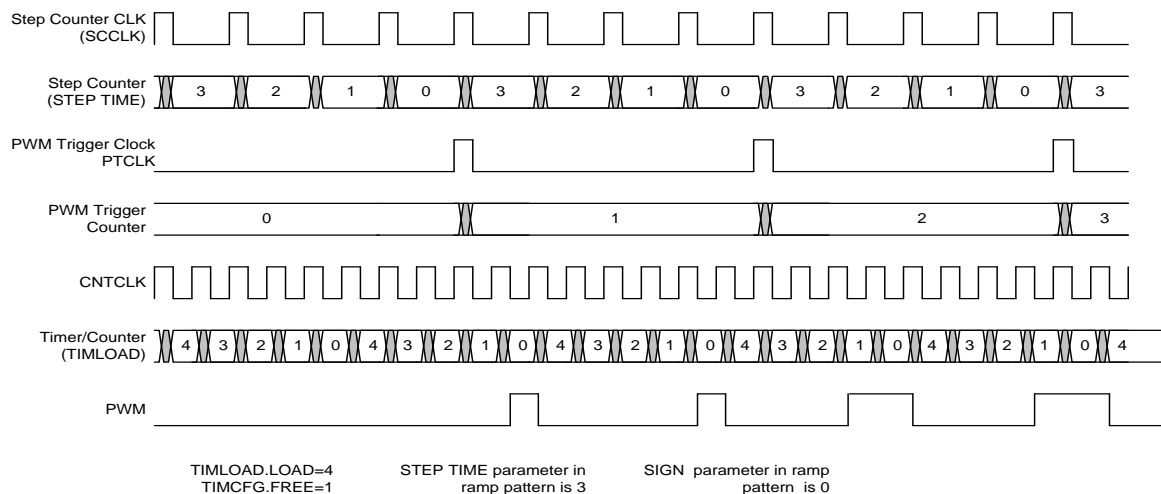 Step Counter CLK
(SCCLK)
Step Counter
(STEP TIME)
3 2 1 0 3 2 1 0 3 2 1 0 3
PWM Trigger Clock
PTCLK
PWM Trigger
Counter
0 1 2 3
CNTCLK
Timer/Counter
(TIMLOAD)
4 3 2 1 0 4 3 2 1 0 4 3 2 1 0 4 3 2 1 0 4 3 2 1 0 4
PWM
TIMLOAD.LOAD=4
TIMCFG.FREE=1
STEP TIME parameter in
ramp pattern is 3
SIGN parameter in ramp
pattern is 0